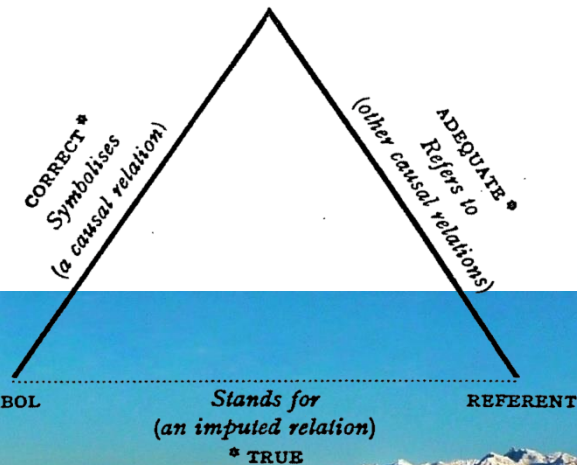 CORRECT*
Symbolises
(a causal relation)
ADEQUATE*
Refers to
(other causal relations)
BOL
Stands for
REFERENT
(an imputed relation)
* TRUE